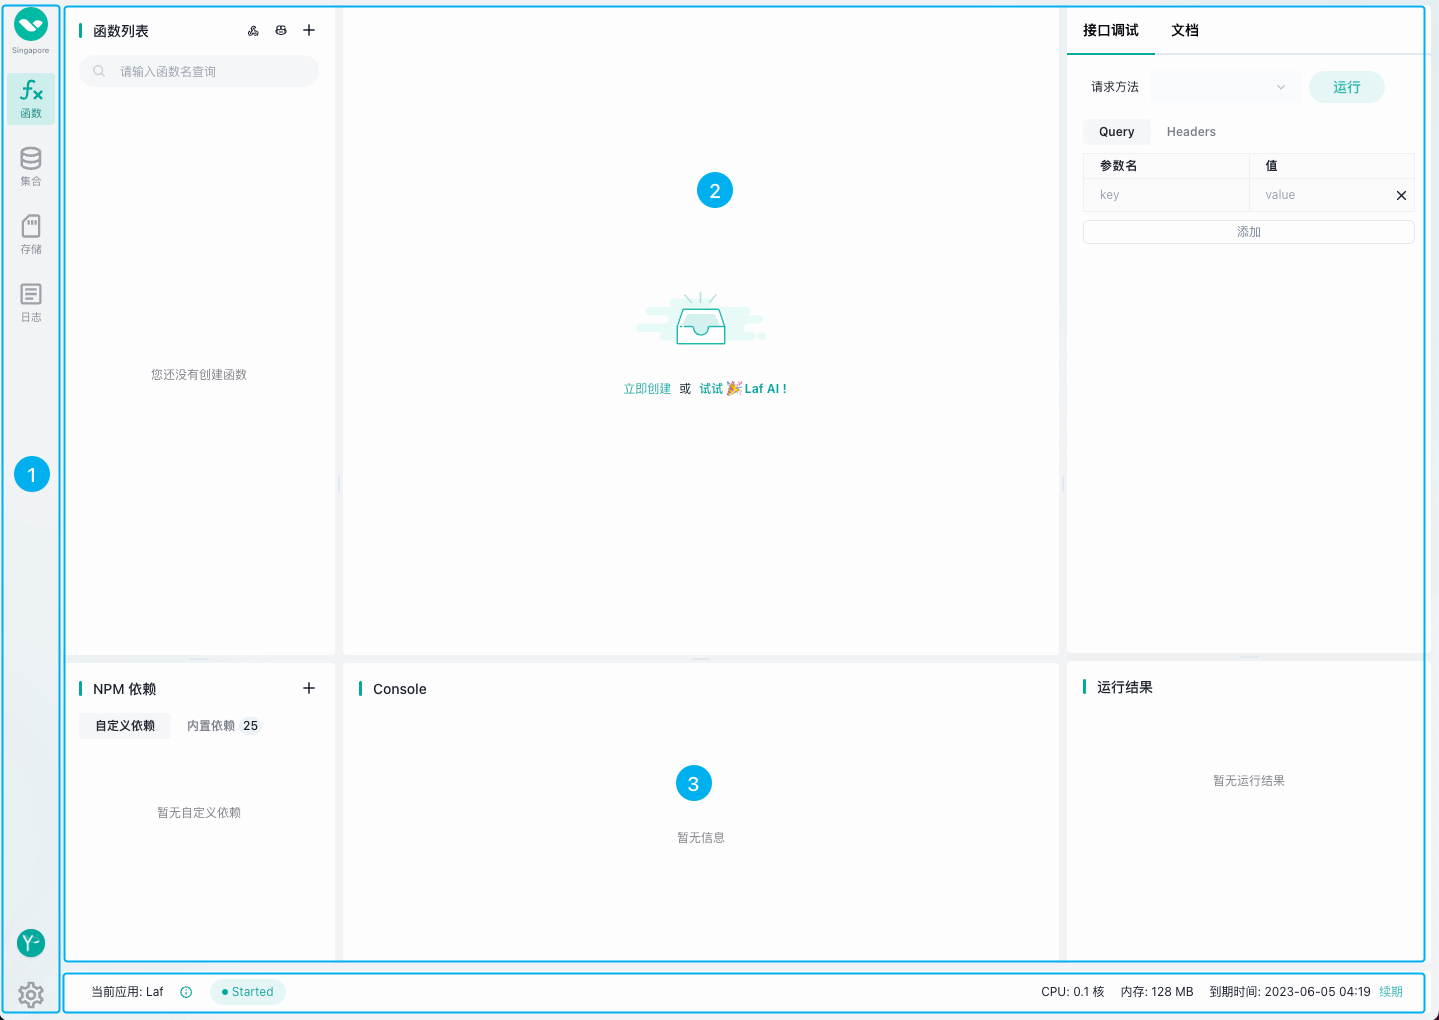 Singapore
函数
集合
存储
日志
1
函数列表
请输入函数名查询
您还没有创建函数
2
立即创建 或 试试 🎉 Laf AI !
接口调试 文档
请求方法 运行
Query Headers
参数名 值
key value
添加
NPM 依赖
自定义依赖 内置依赖 25
暂无自定义依赖
Console
3
暂无信息
运行结果
暂无运行结果
当前应用: Laf Started
CPU: 0.1 核 内存: 128 MB 到期时间: 2023-06-05 04:19 续期